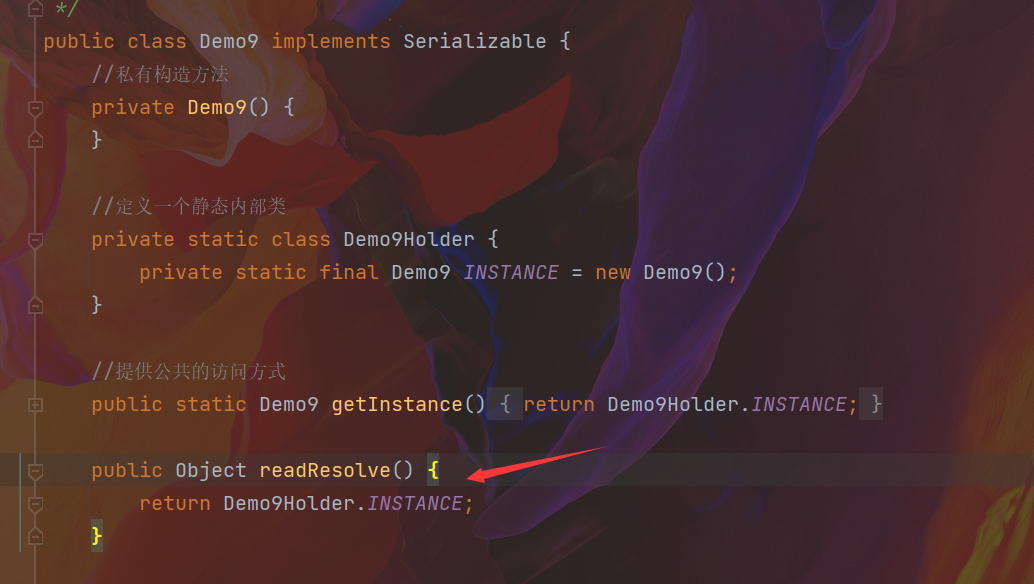 */
public class Demo9 implements Serializable {
//私有构造方法
private Demo9() {
}
//定义一个静态内部类
private static class Demo9Holder {
private static final Demo9 INSTANCE = new Demo9();
}
//提供公共的访问方式
public static Demo9 getInstance() { return Demo9Holder.INSTANCE; }
public Object readResolve() {
return Demo9Holder.INSTANCE;
}